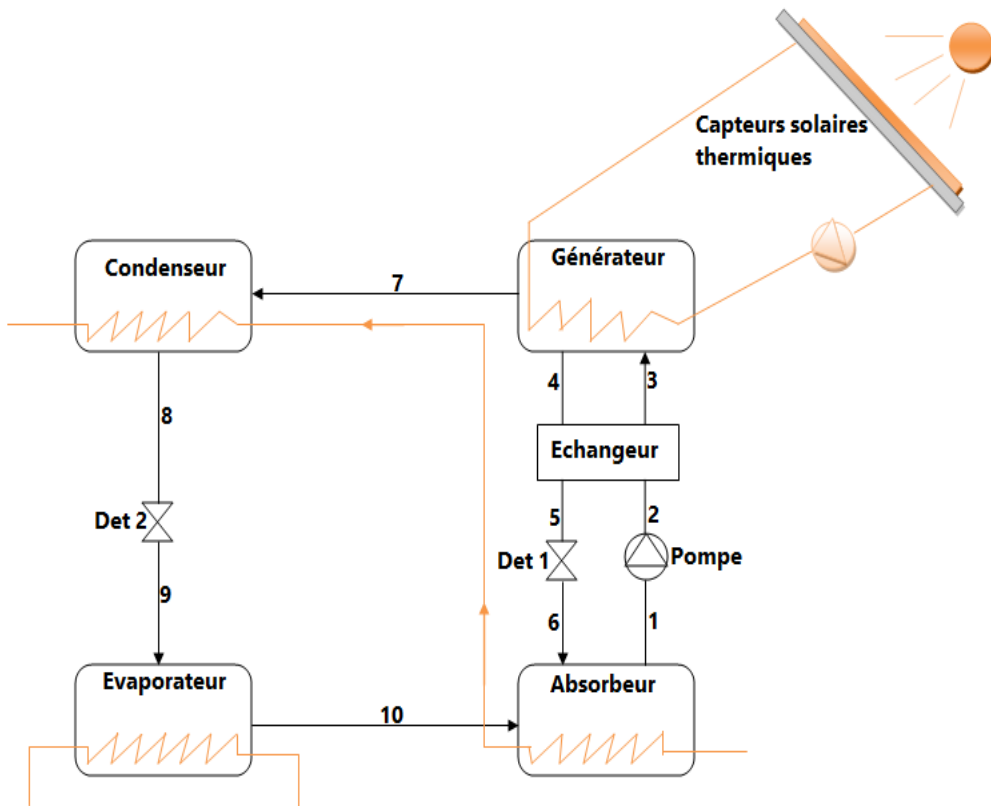 Capteurs solaires
thermiques
Condenseur
Générateur
7
4
3
8
Echangeur
Det 2
5
2
Det 1
Pompe
9
6
1
Evaporateur
Absorbeur
10